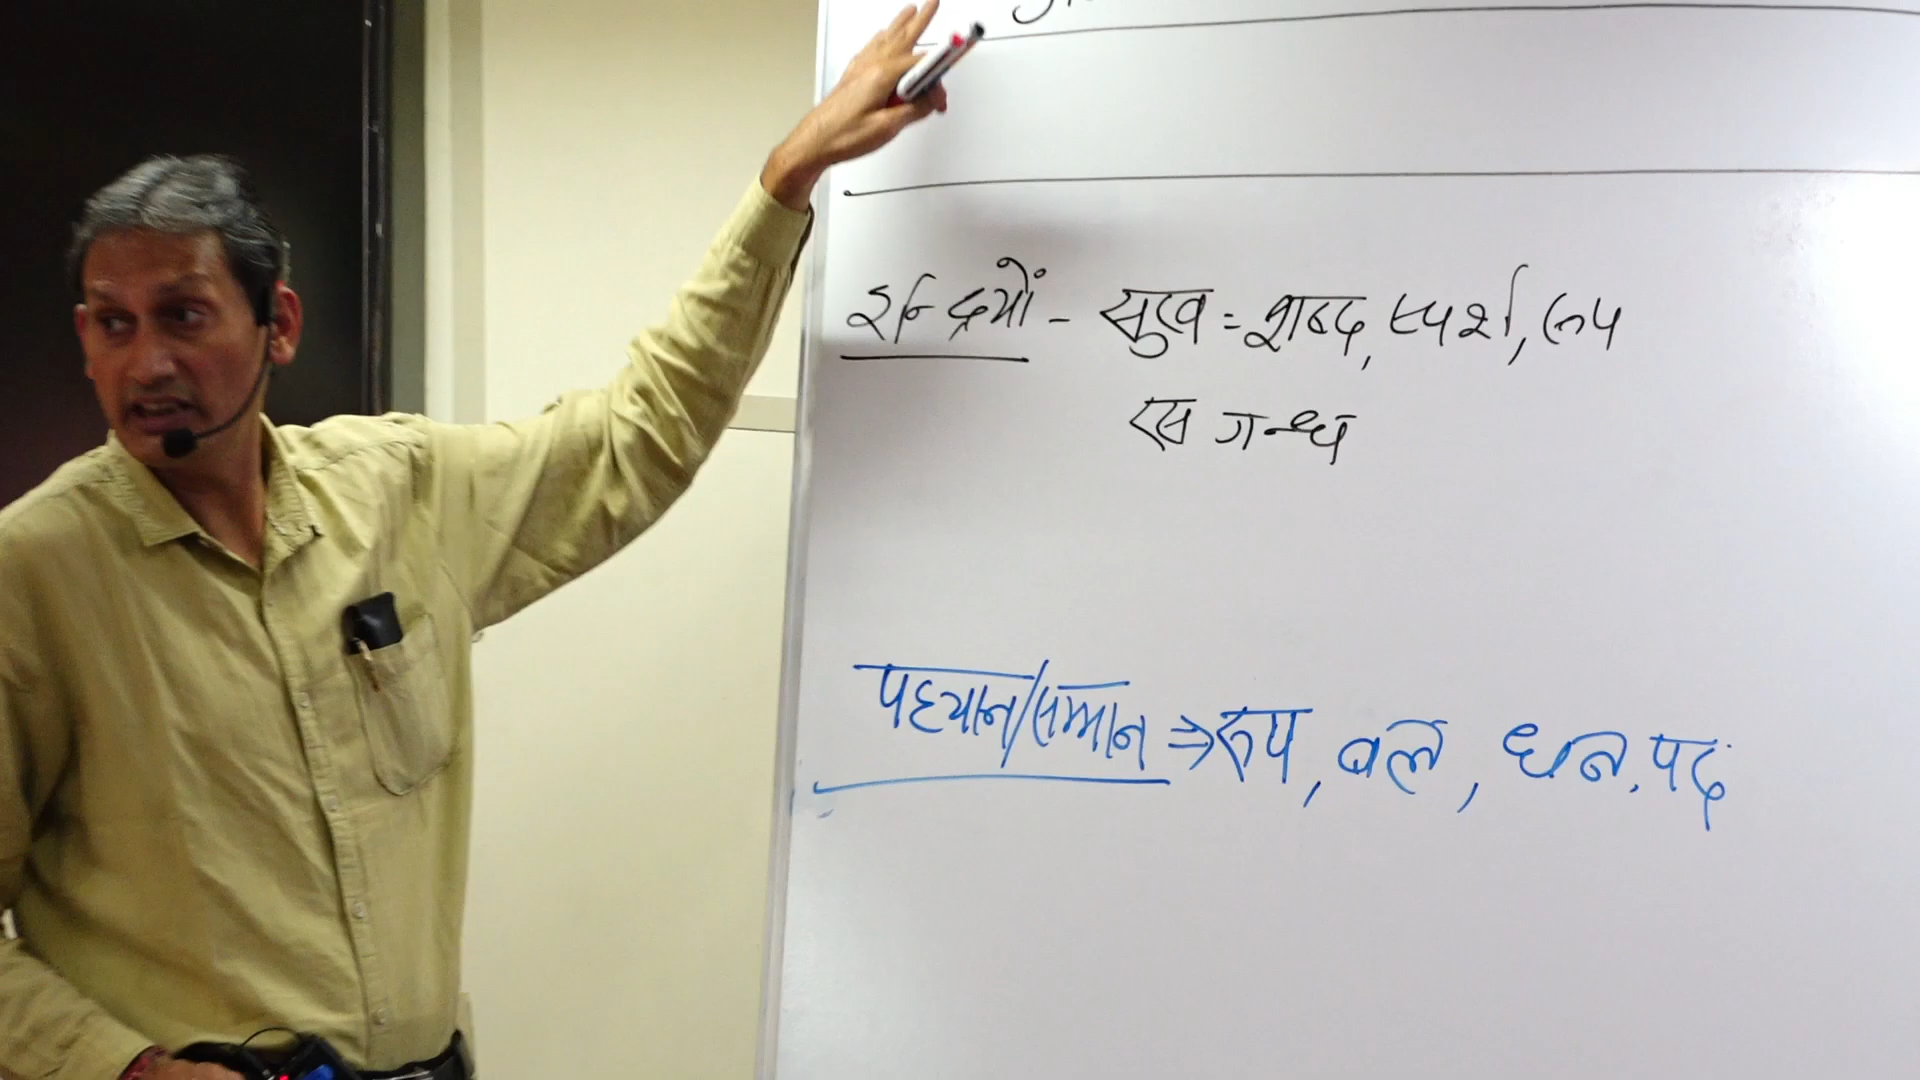 इन्द्रियों - सुख = शब्द, स्पर्श, रूप
रस गन्ध
पहचान/सम्मान ⇒ रूप, बल, धन, पद